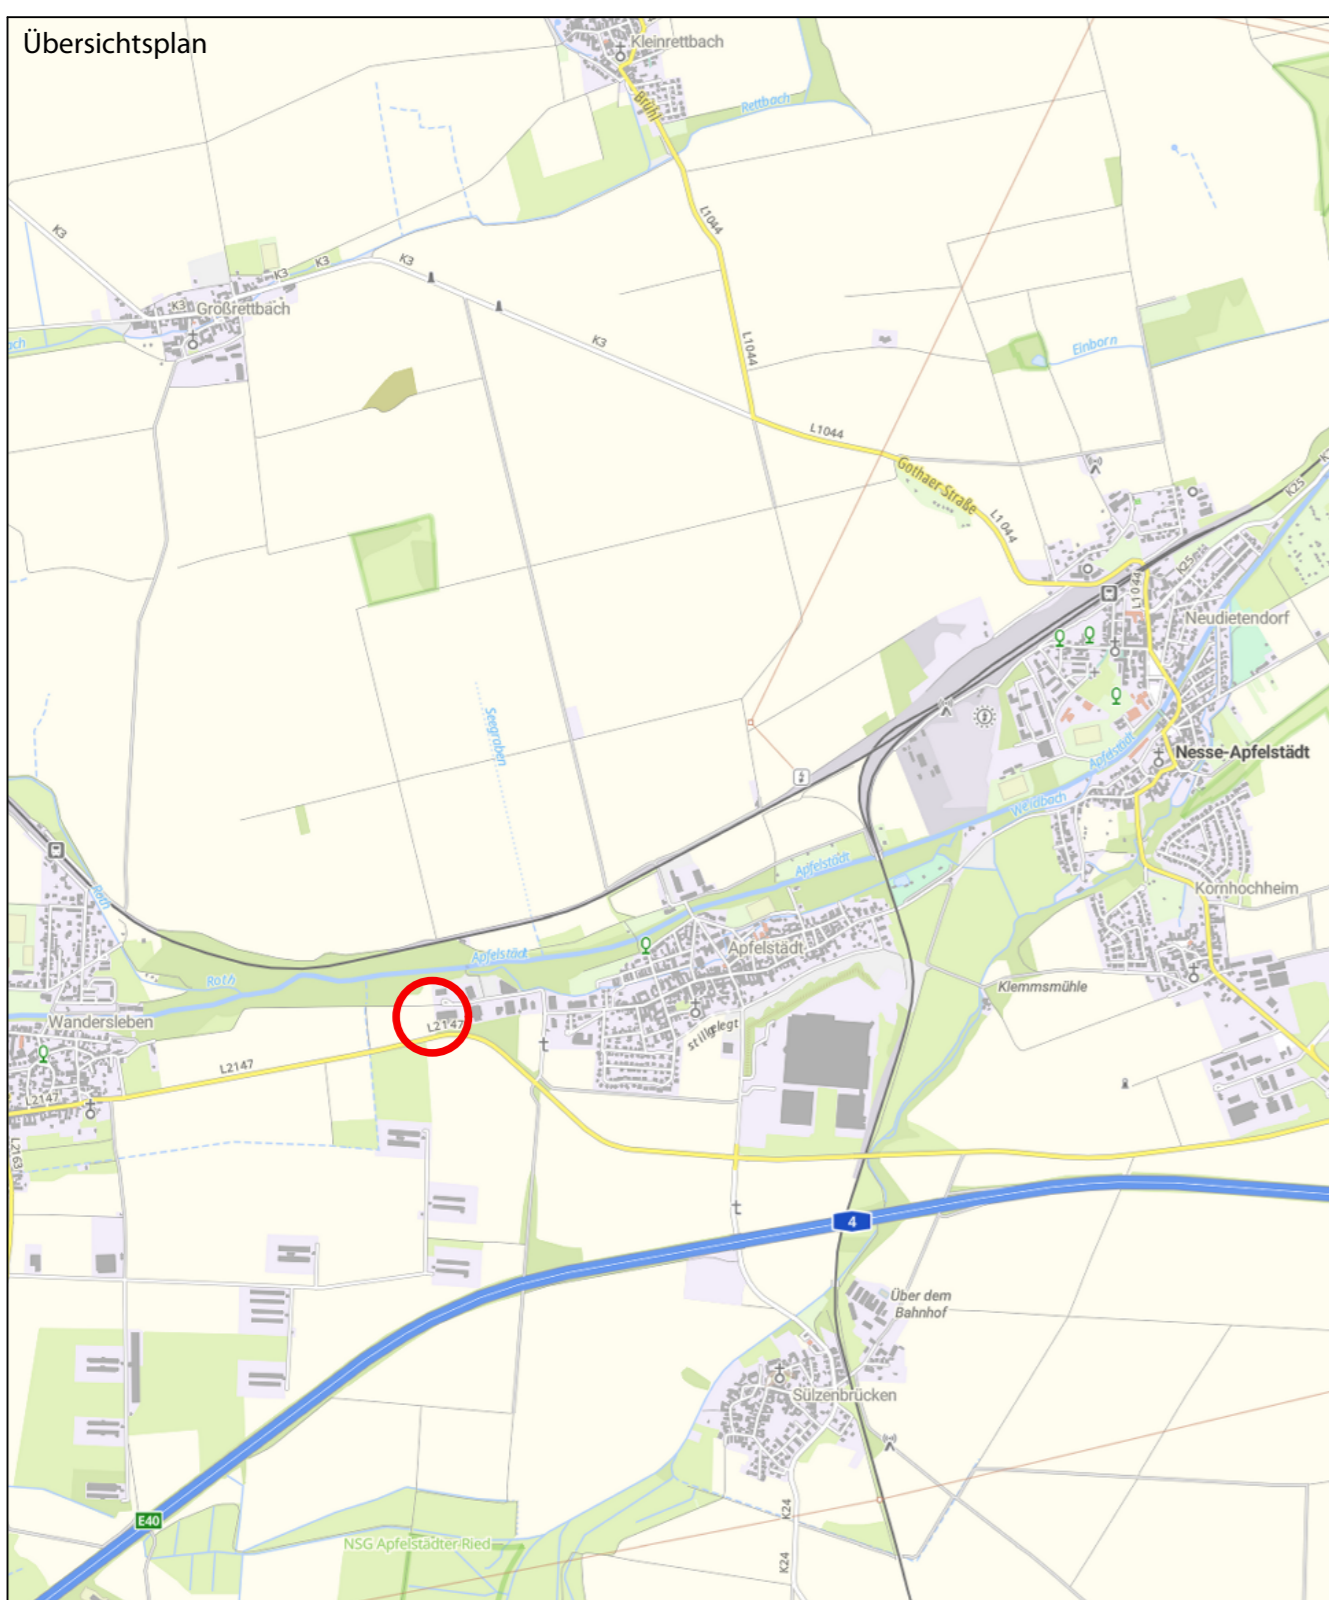 Übersichtsplan
Kleinrettbach
Brühl
Rettbach
L1044
K3
K3
K3
K3
K3
Großrettbach
K3
L1044
Einborn
L1044
Gothaer Straße
L1044
K25
K25
L1044
Neudietendorf
Seegraben
Apfelstädt
Nesse-Apfelstädt
Weidbach
Apfelstädt
Roth
Kornhochheim
Apfelstädt
Apfelstädt
Roth
Klemmsmühle
Wandersleben
L2147
stillgelegt
L2147
L2147
L2163
4
Über dem
Bahnhof
Sülzenbrücken
E40
K24
NSG Apfelstädter Ried
K24